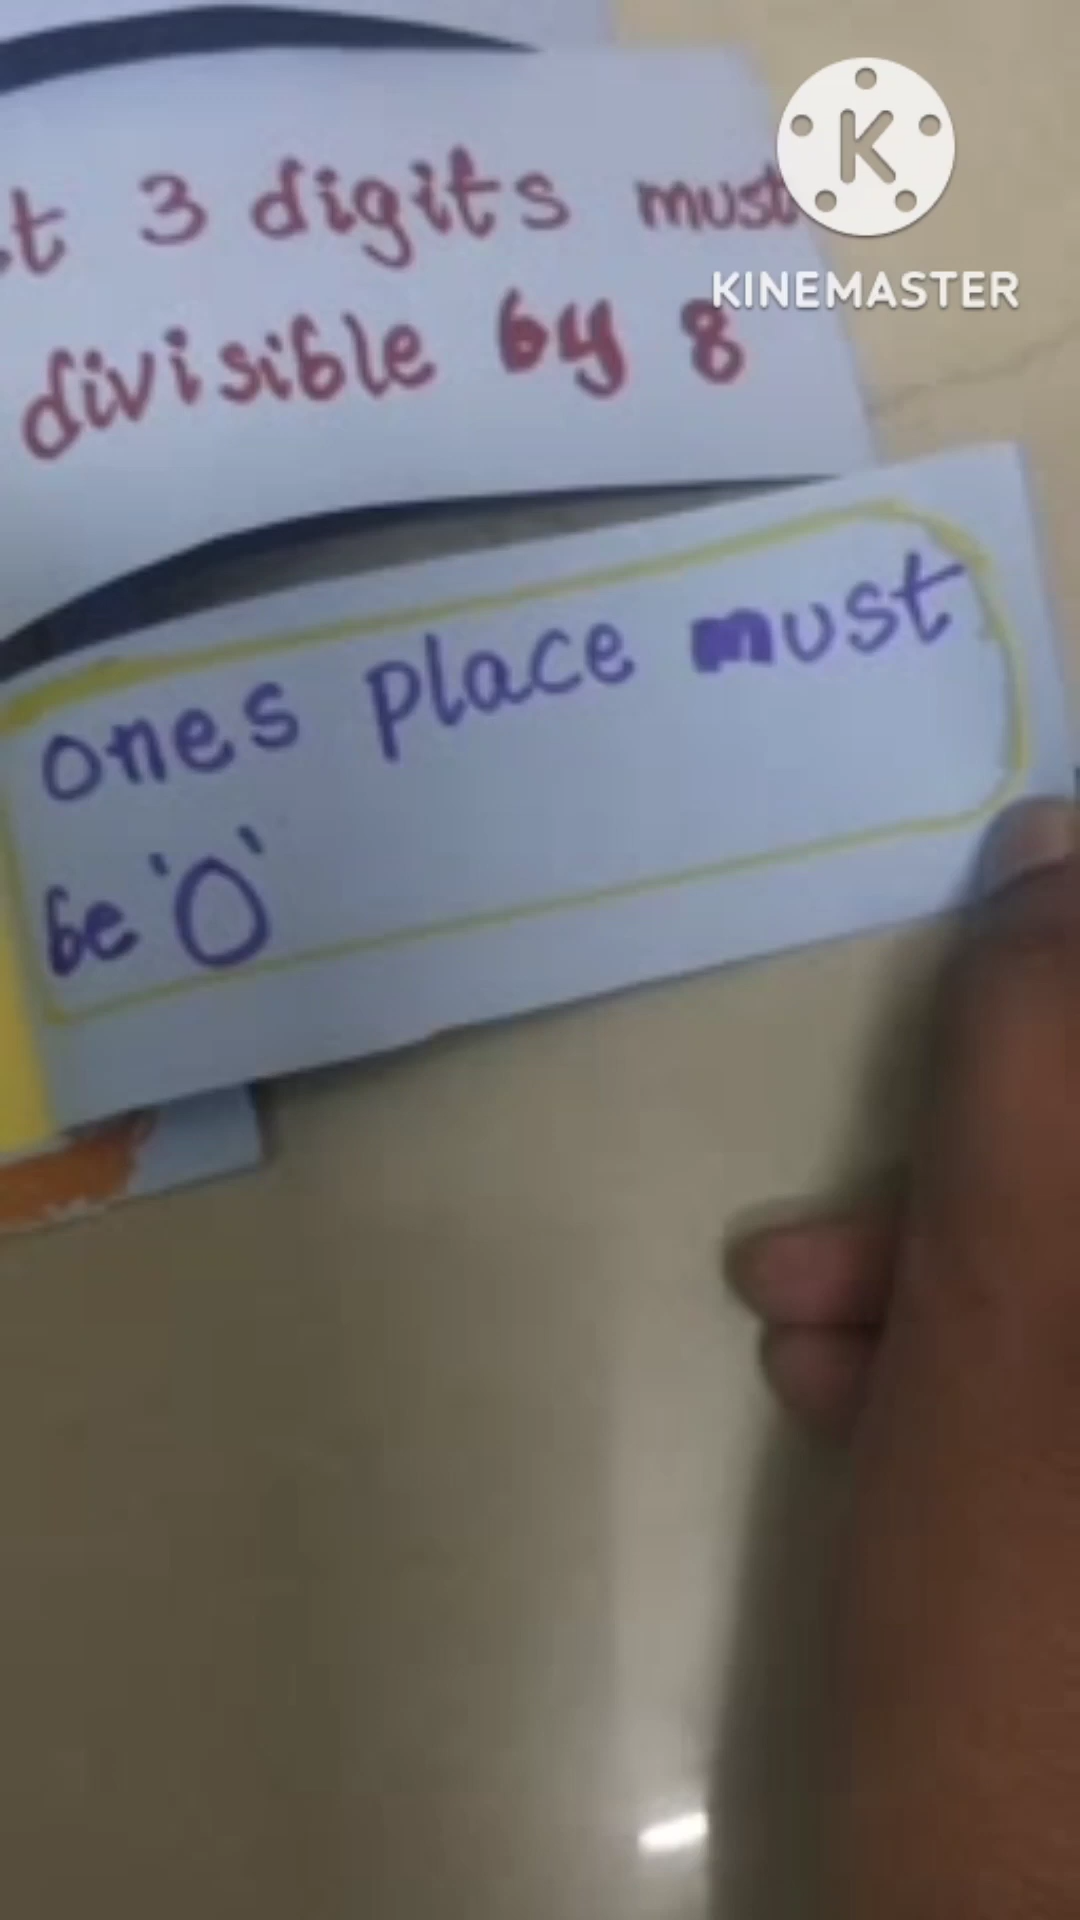 3 digits must
divisible by 8
ones place must
be '0'
K
KINEMASTER